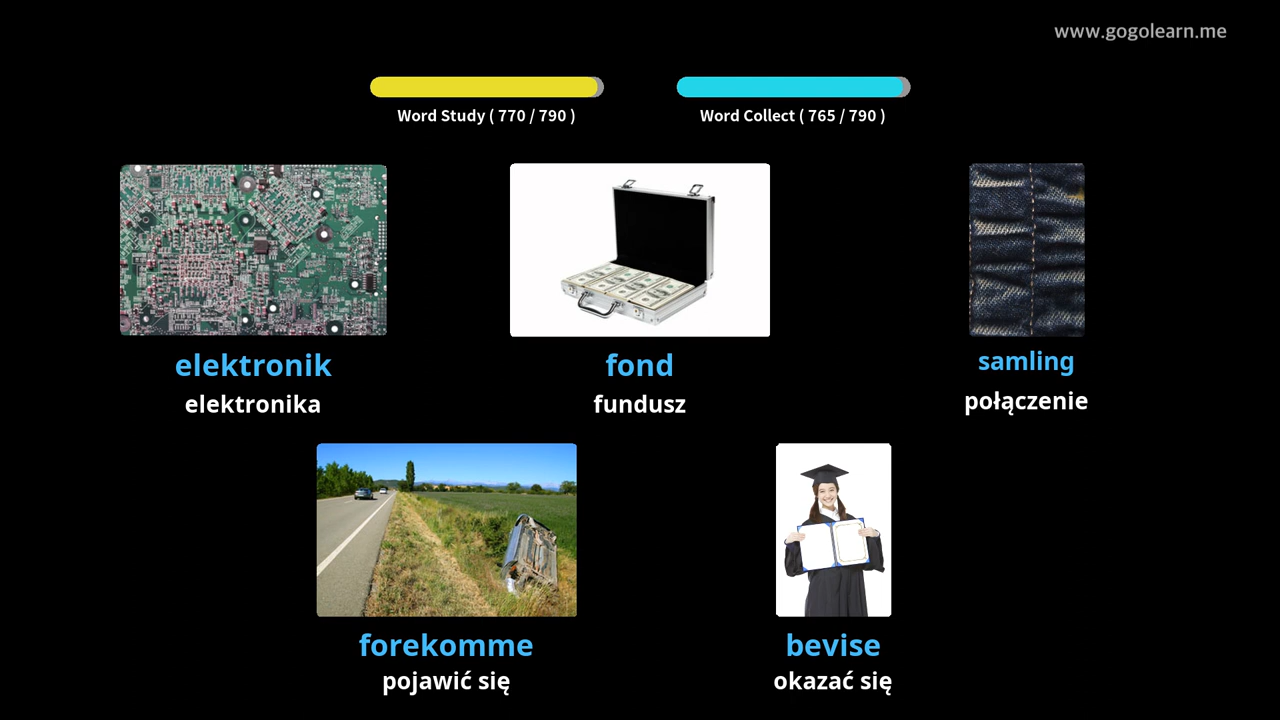 www.gogolearn.me
Word Study ( 770 / 790 )
Word Collect ( 765 / 790 )
elektronik
elektronika
fond
fundusz
samling
połączenie
forekomme
pojawić się
bevise
okazać się